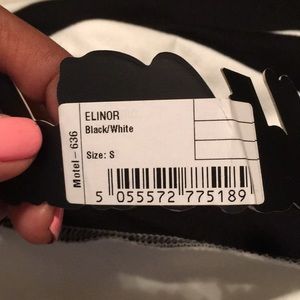 ELINOR
Black/White
Size: S
Motel - 636
5 055572 775189